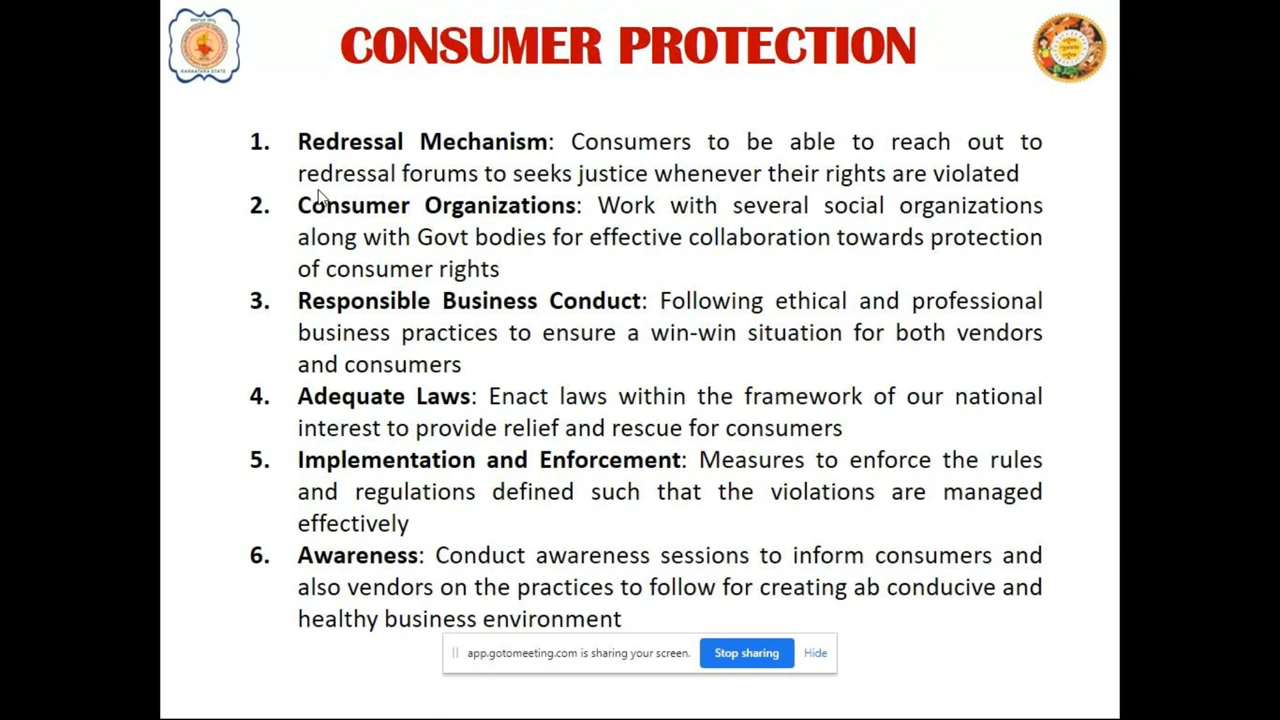 CONSUMER PROTECTION
KARNATAKA STATE
1. Redressal Mechanism: Consumers to be able to reach out to
redressal forums to seeks justice whenever their rights are violated
2. Consumer Organizations: Work with several social organizations
along with Govt bodies for effective collaboration towards protection
of consumer rights
3. Responsible Business Conduct: Following ethical and professional
business practices to ensure a win-win situation for both vendors
and consumers
4. Adequate Laws: Enact laws within the framework of our national
interest to provide relief and rescue for consumers
5. Implementation and Enforcement: Measures to enforce the rules
and regulations defined such that the violations are managed
effectively
6. Awareness: Conduct awareness sessions to inform consumers and
also vendors on the practices to follow for creating ab conducive and
healthy business environment
app.gotomeeting.com is sharing your screen. Stop sharing Hide